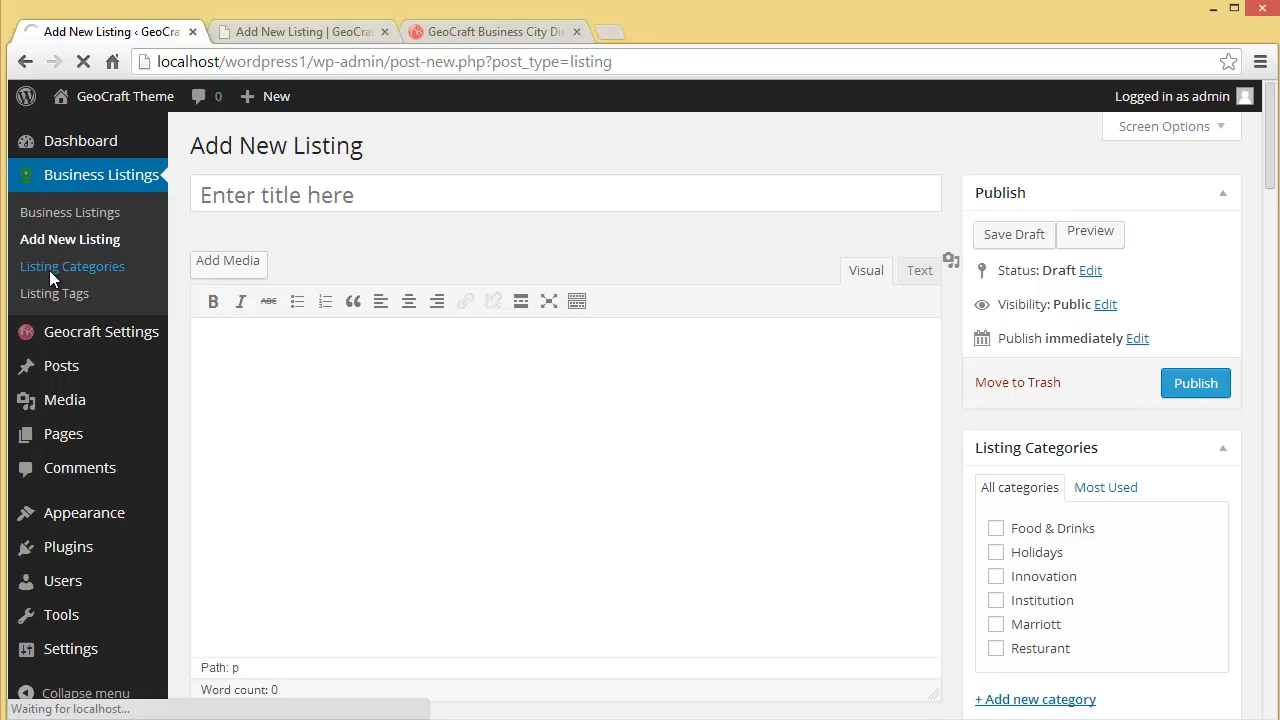 Add New Listing ‹ GeoCra
Add New Listing | GeoCraf
GeoCraft Business City Dir
localhost/wordpress1/wp-admin/post-new.php?post_type=listing
GeoCraft Theme
0
New
Logged in as admin
Dashboard
Business Listings
Business Listings
Add New Listing
Listing Categories
Listing Tags
Geocraft Settings
Posts
Media
Pages
Comments
Appearance
Plugins
Users
Tools
Settings
Collapse menu
Waiting for localhost...
Screen Options
Add New Listing
Enter title here
Add Media
Visual
Text
B I ABC
Path: p
Word count: 0
Publish
Save Draft
Preview
Status: Draft Edit
Visibility: Public Edit
Publish immediately Edit
Move to Trash
Publish
Listing Categories
All categories
Most Used
Food & Drinks
Holidays
Innovation
Institution
Marriott
Resturant
+ Add new category